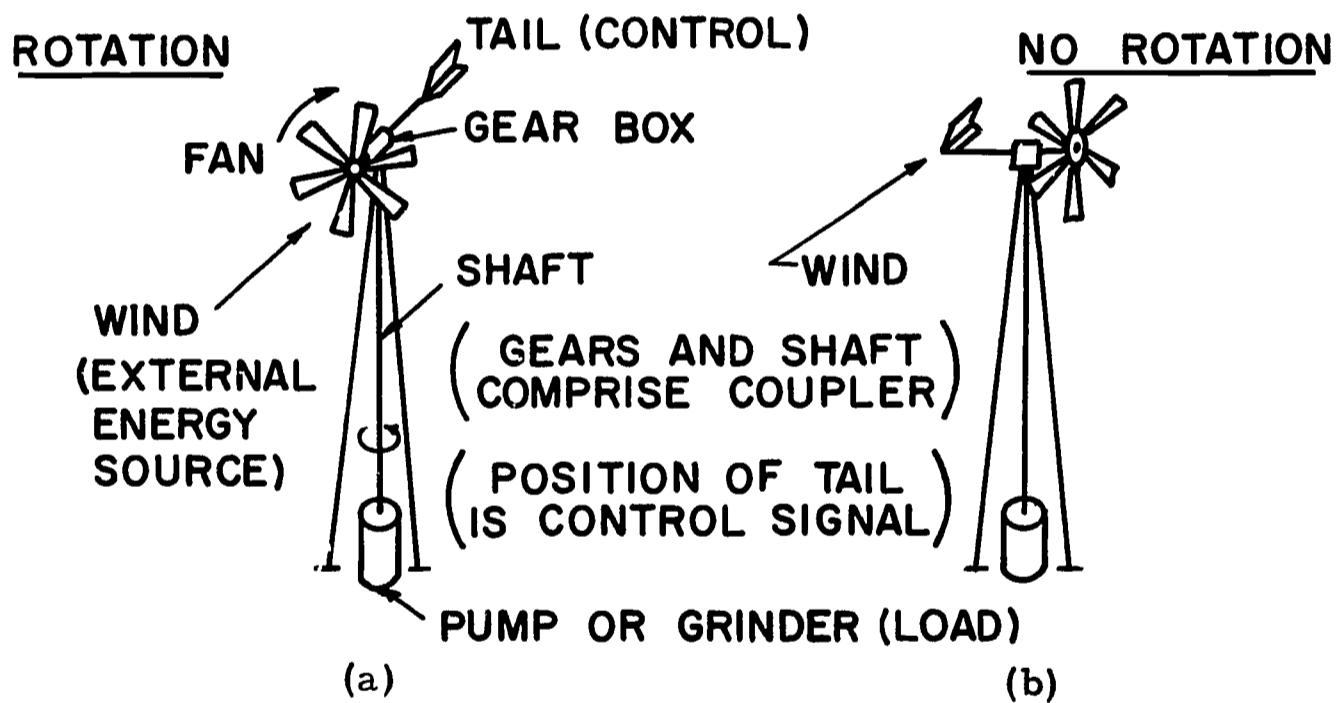 ROTATION
TAIL (CONTROL)
NO ROTATION
GEAR BOX
FAN
SHAFT
WIND
WIND
(EXTERNAL
ENERGY
SOURCE)
(GEARS AND SHAFT
COMPRISE COUPLER)
(POSITION OF TAIL
IS CONTROL SIGNAL)
PUMP OR GRINDER (LOAD)
(a)
(b)